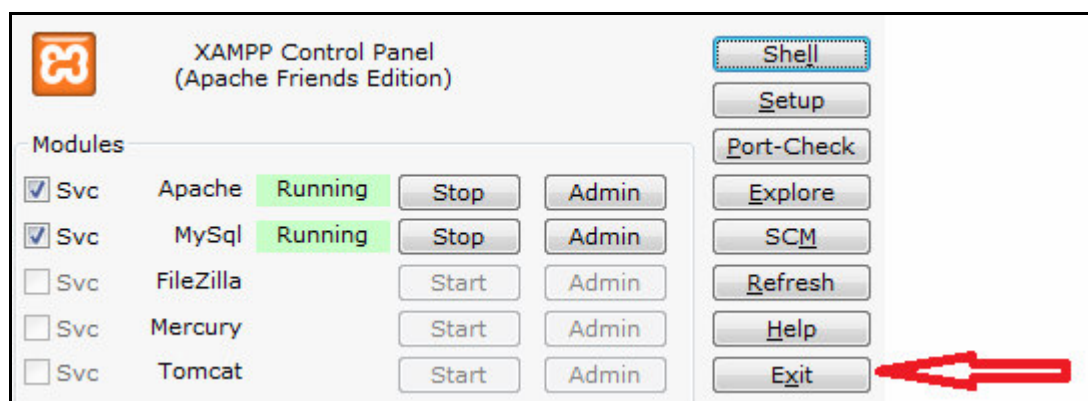 XAMPP Control Panel
(Apache Friends Edition)
Shell
Setup
Port-Check
Explore
SCM
Refresh
Help
Exit
Modules
Svc Apache Running Stop Admin
Svc MySql Running Stop Admin
Svc FileZilla Start Admin
Svc Mercury Start Admin
Svc Tomcat Start Admin